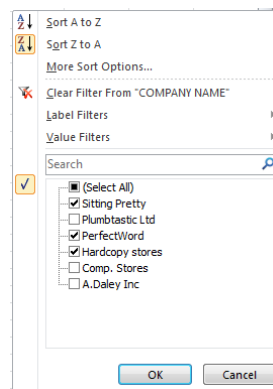 Sort A to Z
Sort Z to A
More Sort Options...
Clear Filter From "COMPANY NAME"
Label Filters
Value Filters
Search
(Select All)
Sitting Pretty
Plumbtastic Ltd
PerfectWord
Hardcopy stores
Comp. Stores
A.Daley Inc
OK
Cancel